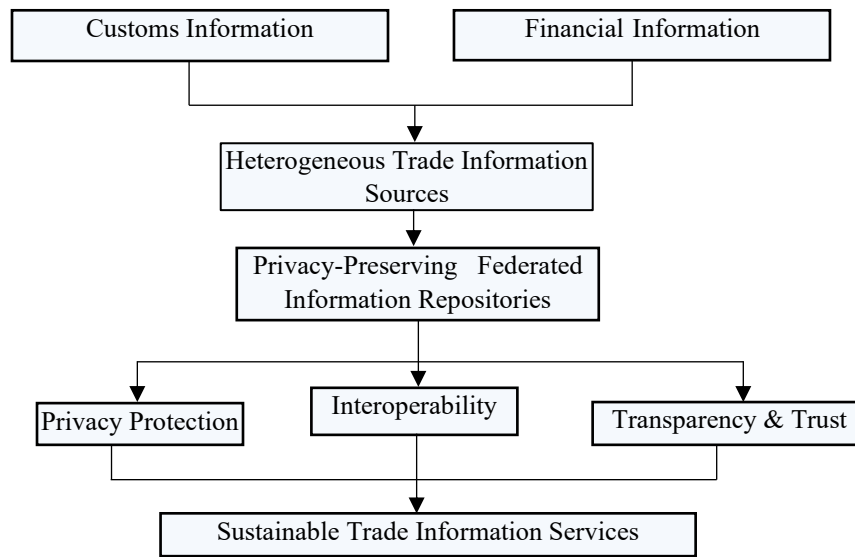 Customs Information
Financial Information
Heterogeneous Trade Information
Sources
Privacy-Preserving Federated
Information Repositories
Privacy Protection
Interoperability
Transparency & Trust
Sustainable Trade Information Services